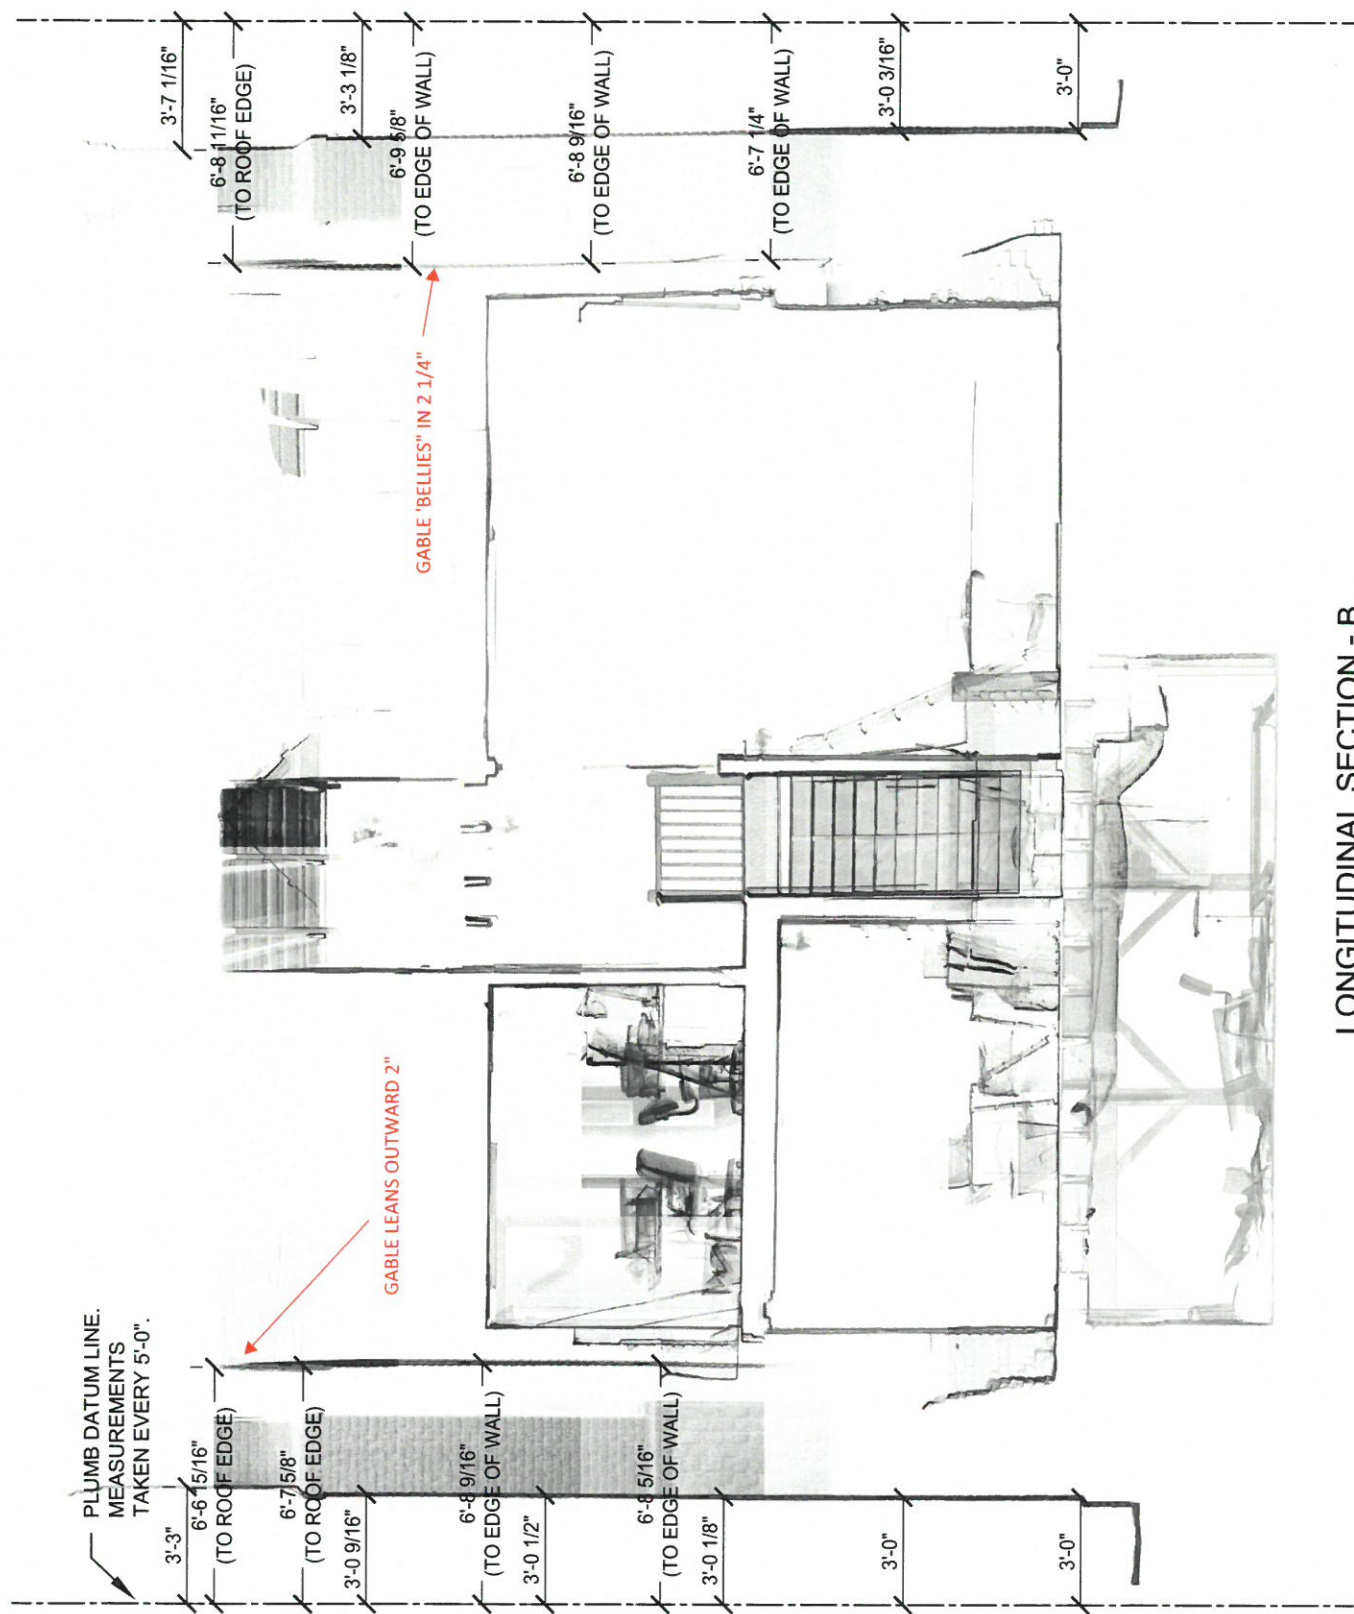 PLUMB DATUM LINE.
MEASUREMENTS
TAKEN EVERY 5'-0".
3'-3"
6'-6 15/16"
(TO ROOF EDGE)
6'-7 5/8"
(TO ROOF EDGE)
3'-0 9/16"
6'-8 9/16"
(TO EDGE OF WALL)
3'-0 1/2"
6'-8 5/16"
(TO EDGE OF WALL)
3'-0 1/8"
3'-0"
3'-0"
GABLE LEANS OUTWARD 2"
GABLE 'BELLIES" IN 2 1/4"
3'-7 1/16"
6'-8 11/16"
(TO ROOF EDGE)
3'-3 1/8"
6'-9 5/8"
(TO EDGE OF WALL)
6'-8 9/16"
(TO EDGE OF WALL)
6'-7 1/4"
(TO EDGE OF WALL)
3'-0 3/16"
3'-0"
LONGITUDINAL SECTION - B